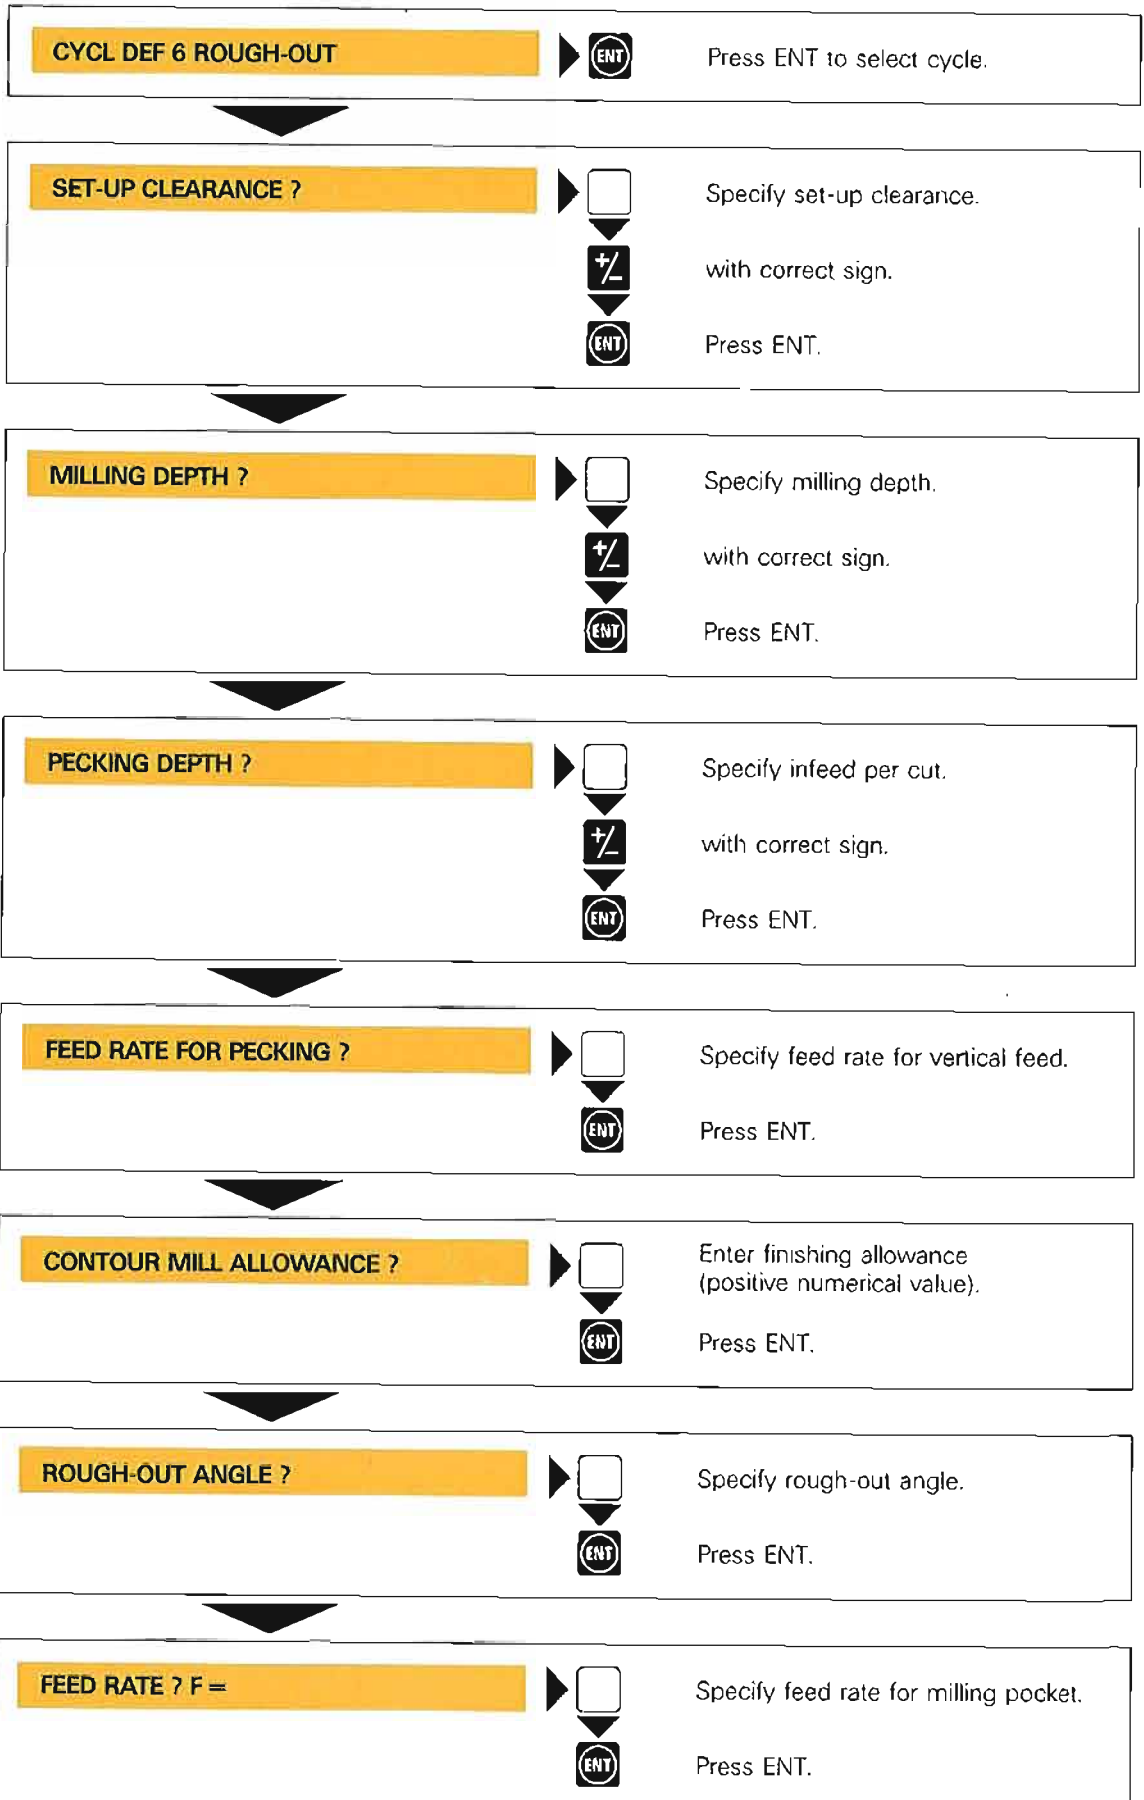 CYCL DEF 6 ROUGH-OUT
ENT
Press ENT to select cycle.
SET-UP CLEARANCE ?
Specify set-up clearance.
+/−
with correct sign.
ENT
Press ENT.
MILLING DEPTH ?
Specify milling depth.
+/−
with correct sign.
ENT
Press ENT.
PECKING DEPTH ?
Specify infeed per cut.
+/−
with correct sign.
ENT
Press ENT.
FEED RATE FOR PECKING ?
Specify feed rate for vertical feed.
ENT
Press ENT.
CONTOUR MILL ALLOWANCE ?
Enter finishing allowance
(positive numerical value).
ENT
Press ENT.
ROUGH-OUT ANGLE ?
Specify rough-out angle.
ENT
Press ENT.
FEED RATE ? F =
Specify feed rate for milling pocket.
ENT
Press ENT.